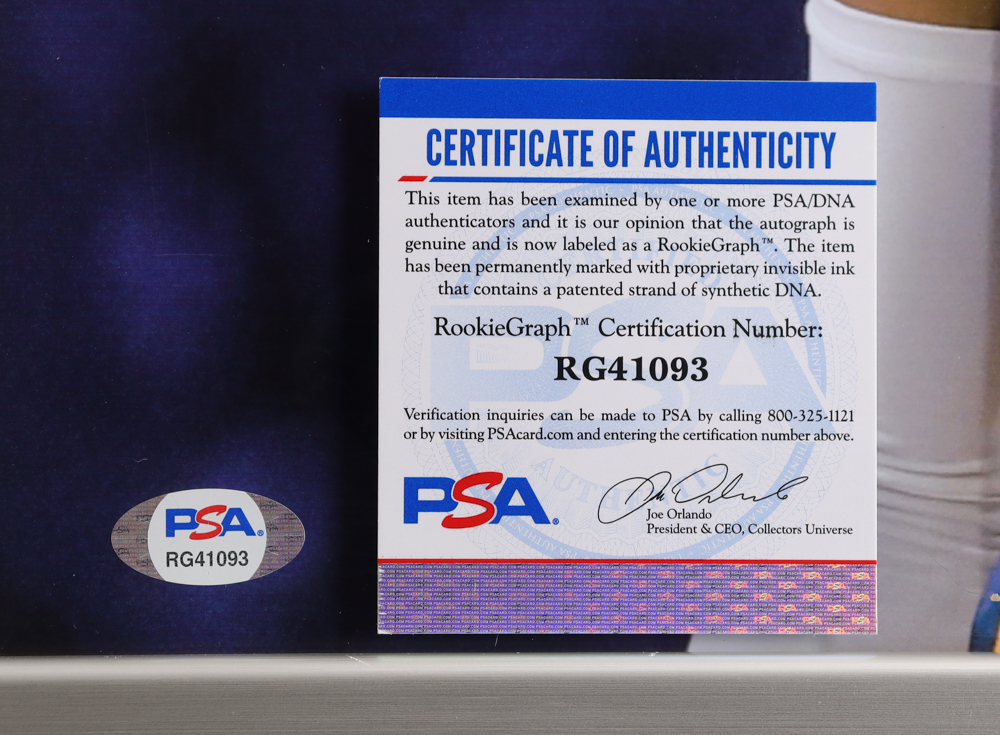 CERTIFICATE OF AUTHENTICITY
This item has been examined by one or more PSA/DNA
authenticators and it is our opinion that the autograph is
genuine and is now labeled as a RookieGraph™. The item
has been permanently marked with proprietary invisible ink
that contains a patented strand of synthetic DNA.
RookieGraph™ Certification Number:
RG41093
Verification inquiries can be made to PSA by calling 800-325-1121
or by visiting PSAcard.com and entering the certification number above.
PSA®
Joe Orlando
President & CEO, Collectors Universe
PSA®
RG41093